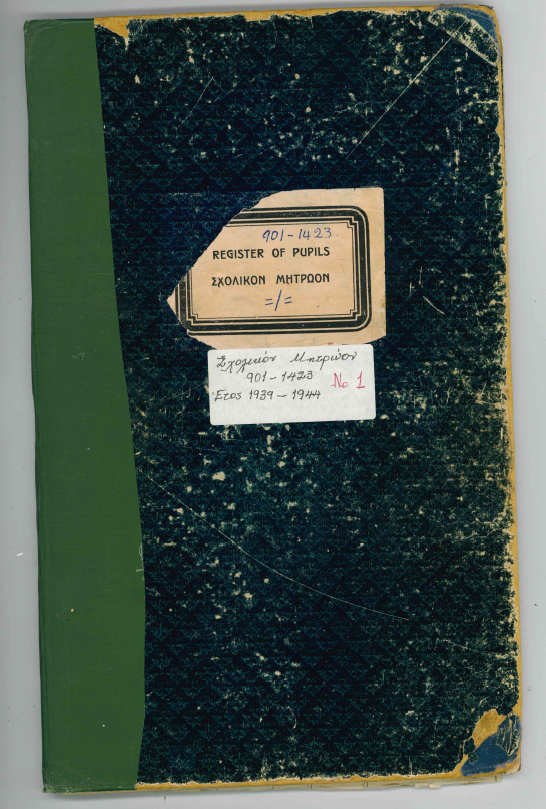 901-1423.
REGISTER OF PUPILS
ΣΧΟΛΙΚΟΝ ΜΗΤΡΩΟΝ
=/=
Σχολικόν Μητρώον
901-1423
No 1
Έτος 1939-1944